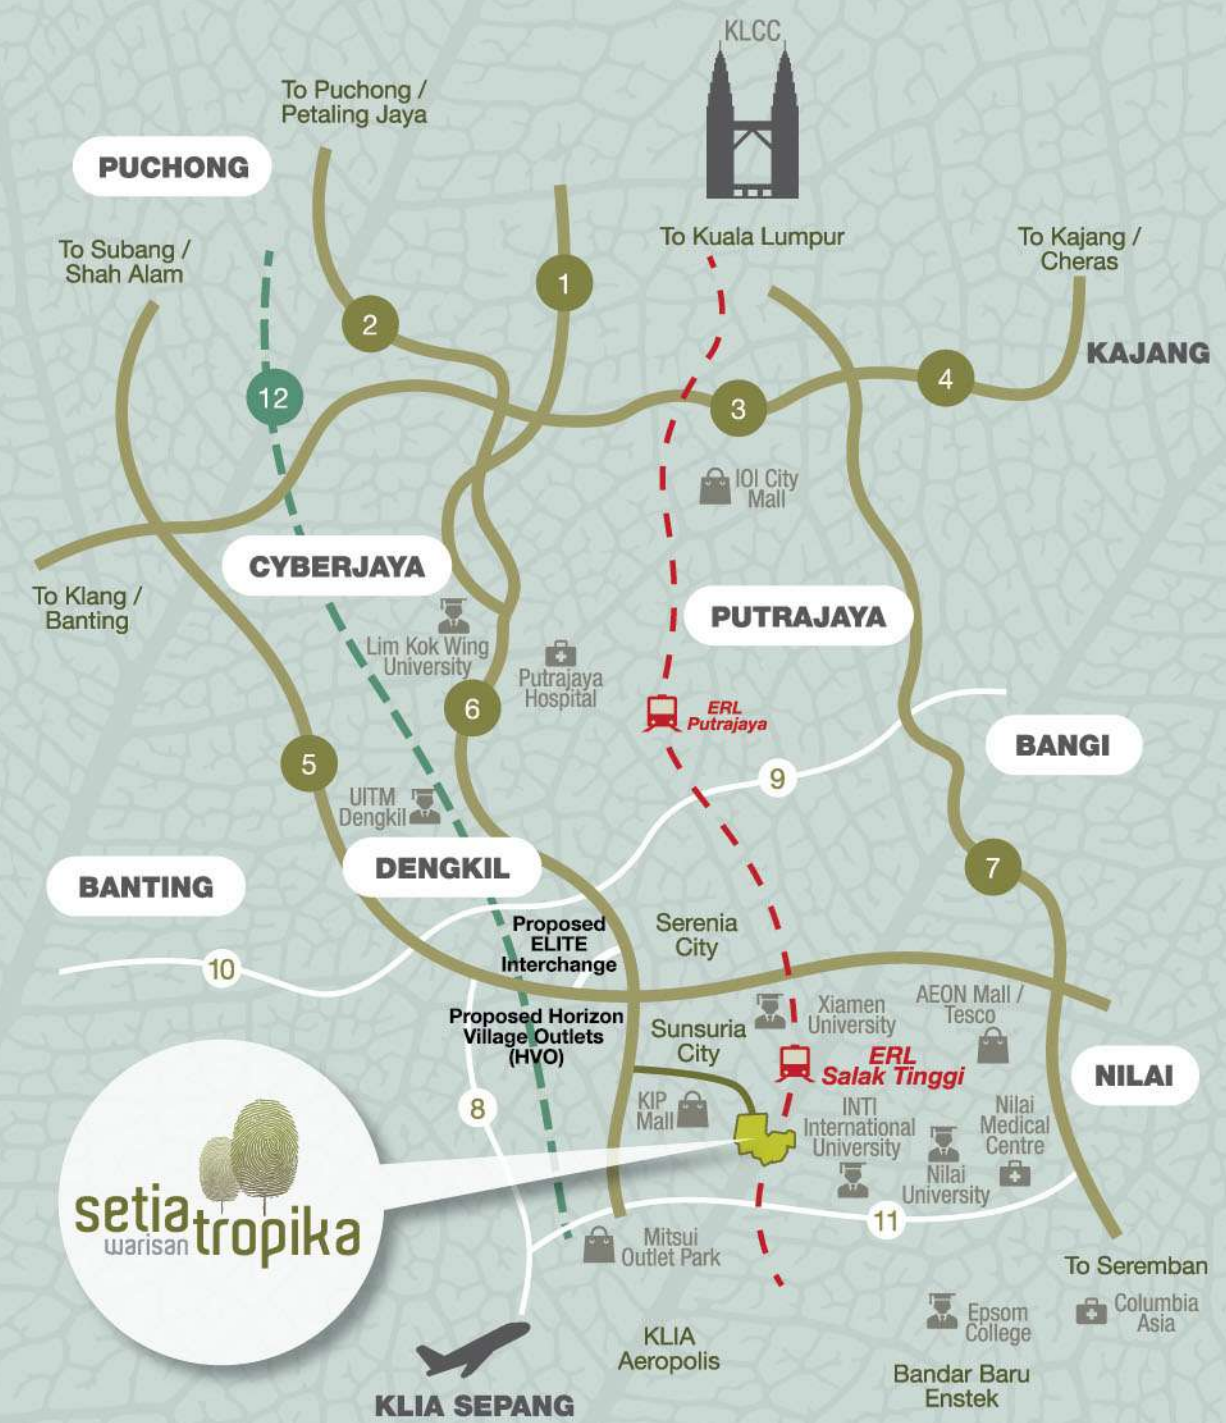 KLCC
To Puchong /
Petaling Jaya
PUCHONG
To Subang /
Shah Alam
To Kuala Lumpur
To Kajang /
Cheras
1
2
KAJANG
12
3
4
IOI City
Mall
CYBERJAYA
To Klang /
Banting
Lim Kok Wing
University
PUTRAJAYA
Putrajaya
Hospital
6
ERL
Putrajaya
BANGI
5
9
UITM
Dengkil
DENGKIL
7
BANTING
Proposed
ELITE
Interchange
Serenia
City
10
Proposed Horizon
Village Outlets
(HVO)
Sunsuria
City
Xiamen
University
AEON Mall /
Tesco
ERL
Salak Tinggi
NILAI
8
KIP
Mall
INTI
International
University
Nilai
Medical
Centre
Nilai
University
setia
warisan
tropika
11
Mitsui
Outlet Park
To Seremban
Epsom
College
Columbia
Asia
KLIA
Aeropolis
Bandar Baru
Enstek
KLIA SEPANG